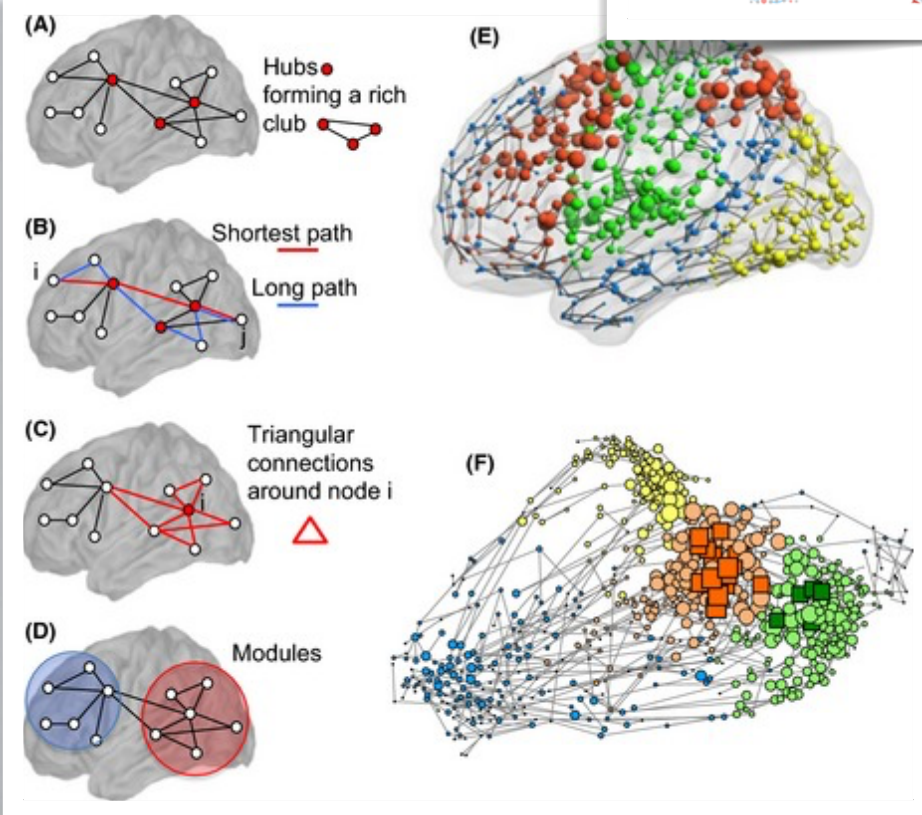 (A)
Hubs
forming a rich
club
(B)
Shortest path
i
Long path
j
(C)
Triangular
connections
around node i
i
(D)
Modules
(E)
(F)